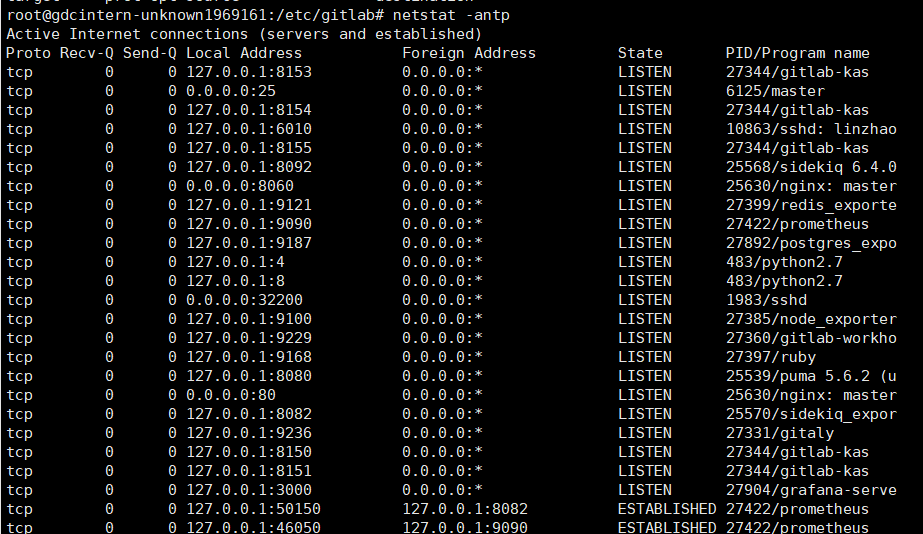 root@gdcintern-unknown1969161:/etc/gitlab# netstat -antp
Active Internet connections (servers and established)
Proto Recv-Q Send-Q Local Address           Foreign Address         State       PID/Program name
tcp        0      0 127.0.0.1:8153          0.0.0.0:*               LISTEN      27344/gitlab-kas
tcp        0      0 0.0.0.0:25              0.0.0.0:*               LISTEN      6125/master
tcp        0      0 127.0.0.1:8154          0.0.0.0:*               LISTEN      27344/gitlab-kas
tcp        0      0 127.0.0.1:6010          0.0.0.0:*               LISTEN      10863/sshd: linzhao
tcp        0      0 127.0.0.1:8155          0.0.0.0:*               LISTEN      27344/gitlab-kas
tcp        0      0 127.0.0.1:8092          0.0.0.0:*               LISTEN      25568/sidekiq 6.4.0
tcp        0      0 0.0.0.0:8060            0.0.0.0:*               LISTEN      25630/nginx: master
tcp        0      0 127.0.0.1:9121          0.0.0.0:*               LISTEN      27399/redis_exporte
tcp        0      0 127.0.0.1:9090          0.0.0.0:*               LISTEN      27422/prometheus
tcp        0      0 127.0.0.1:9187          0.0.0.0:*               LISTEN      27892/postgres_expo
tcp        0      0 127.0.0.1:4             0.0.0.0:*               LISTEN      483/python2.7
tcp        0      0 127.0.0.1:8             0.0.0.0:*               LISTEN      483/python2.7
tcp        0      0 0.0.0.0:32200           0.0.0.0:*               LISTEN      1983/sshd
tcp        0      0 127.0.0.1:9100          0.0.0.0:*               LISTEN      27385/node_exporter
tcp        0      0 127.0.0.1:9229          0.0.0.0:*               LISTEN      27360/gitlab-workho
tcp        0      0 127.0.0.1:9168          0.0.0.0:*               LISTEN      27397/ruby
tcp        0      0 127.0.0.1:8080          0.0.0.0:*               LISTEN      25539/puma 5.6.2 (u
tcp        0      0 0.0.0.0:80              0.0.0.0:*               LISTEN      25630/nginx: master
tcp        0      0 127.0.0.1:8082          0.0.0.0:*               LISTEN      25570/sidekiq_expor
tcp        0      0 127.0.0.1:9236          0.0.0.0:*               LISTEN      27331/gitaly
tcp        0      0 127.0.0.1:8150          0.0.0.0:*               LISTEN      27344/gitlab-kas
tcp        0      0 127.0.0.1:8151          0.0.0.0:*               LISTEN      27344/gitlab-kas
tcp        0      0 127.0.0.1:3000          0.0.0.0:*               LISTEN      27904/grafana-serve
tcp        0      0 127.0.0.1:50150         127.0.0.1:8082          ESTABLISHED 27422/prometheus
tcp        0      0 127.0.0.1:46050         127.0.0.1:9090          ESTABLISHED 27422/prometheus